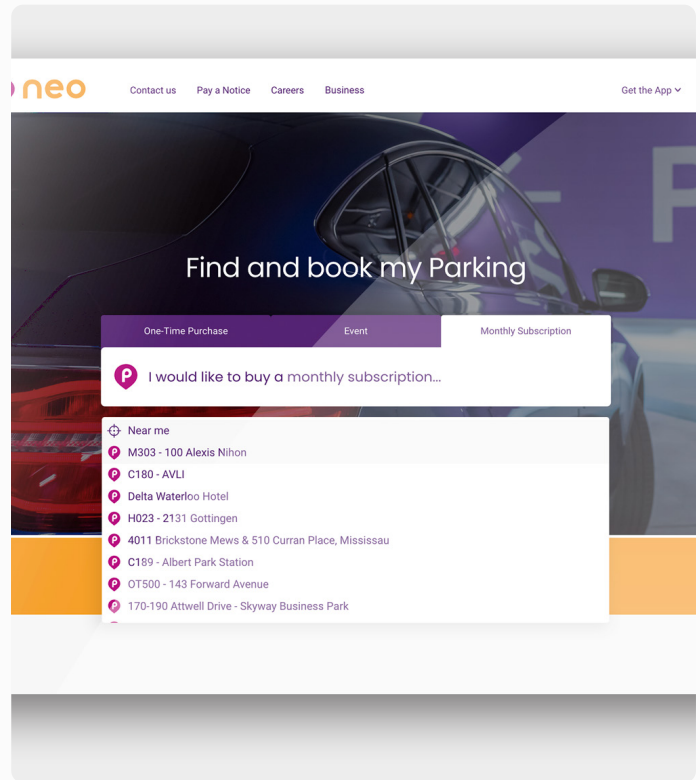 neo
Contact us Pay a Notice Careers Business Get the App
Find and book my Parking
One-Time Purchase Event Monthly Subscription
P I would like to buy a monthly subscription...
Near me
P M303 - 100 Alexis Nihon
P C180 - AVLI
P Delta Waterloo Hotel
P H023 - 2131 Gottingen
P 4011 Brickstone Mews & 510 Curran Place, Mississau
P C189 - Albert Park Station
P OT500 - 143 Forward Avenue
P 170-190 Attwell Drive - Skyway Business Park